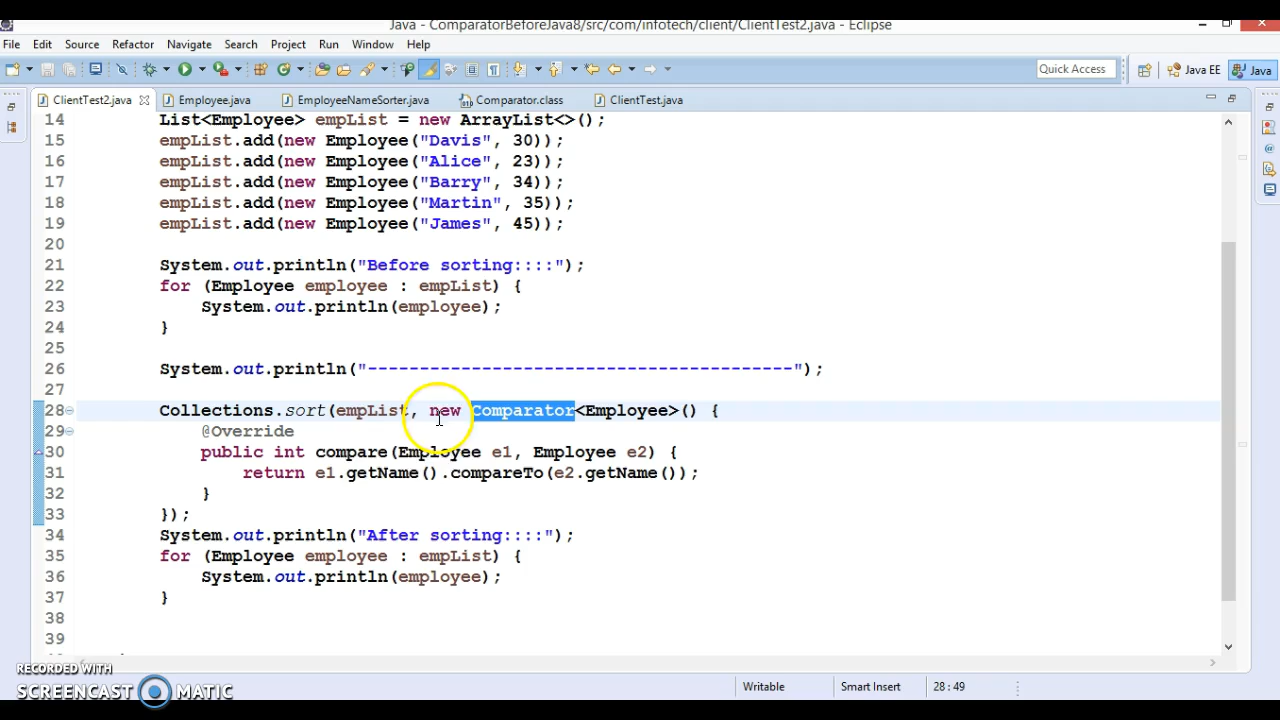 Java - ComparatorBeforeJava8/src/com/infotech/client/ClientTest2.java - Eclipse
File Edit Source Refactor Navigate Search Project Run Window Help
Quick Access Java EE Java
ClientTest2.java Employee.java EmployeeNameSorter.java Comparator.class ClientTest.java
14 List<Employee> empList = new ArrayList<>();
15 empList.add(new Employee("Davis", 30));
16 empList.add(new Employee("Alice", 23));
17 empList.add(new Employee("Barry", 34));
18 empList.add(new Employee("Martin", 35));
19 empList.add(new Employee("James", 45));
20
21 System.out.println("Before sorting::::");
22 for (Employee employee : empList) {
23 System.out.println(employee);
24 }
25
26 System.out.println("-----------------------------------------");
27
28 Collections.sort(empList, new Comparator<Employee>() {
29 @Override
30 public int compare(Employee e1, Employee e2) {
31 return e1.getName().compareTo(e2.getName());
32 }
33 });
34 System.out.println("After sorting::::");
35 for (Employee employee : empList) {
36 System.out.println(employee);
37 }
38
39
RECORDED WITH
SCREENCAST MATIC
Writable Smart Insert 28 : 49